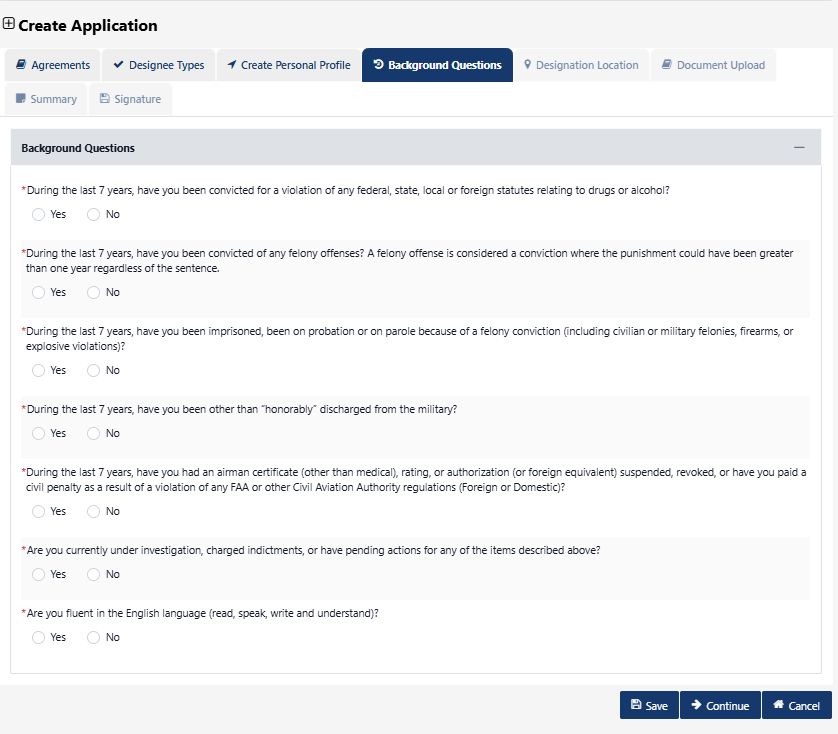 Create Application
Agreements
Designee Types
Create Personal Profile
Background Questions
Designation Location
Document Upload
Summary
Signature
Background Questions
*During the last 7 years, have you been convicted for a violation of any federal, state, local or foreign statutes relating to drugs or alcohol?
Yes No
*During the last 7 years, have you been convicted of any felony offenses? A felony offense is considered a conviction where the punishment could have been greater
than one year regardless of the sentence.
Yes No
*During the last 7 years, have you been imprisoned, been on probation or on parole because of a felony conviction (including civilian or military felonies, firearms, or
explosive violations)?
Yes No
*During the last 7 years, have you been other than “honorably” discharged from the military?
Yes No
*During the last 7 years, have you had an airman certificate (other than medical), rating, or authorization (or foreign equivalent) suspended, revoked, or have you paid a
civil penalty as a result of a violation of any FAA or other Civil Aviation Authority regulations (Foreign or Domestic)?
Yes No
*Are you currently under investigation, charged indictments, or have pending actions for any of the items described above?
Yes No
*Are you fluent in the English language (read, speak, write and understand)?
Yes No
Save
Continue
Cancel